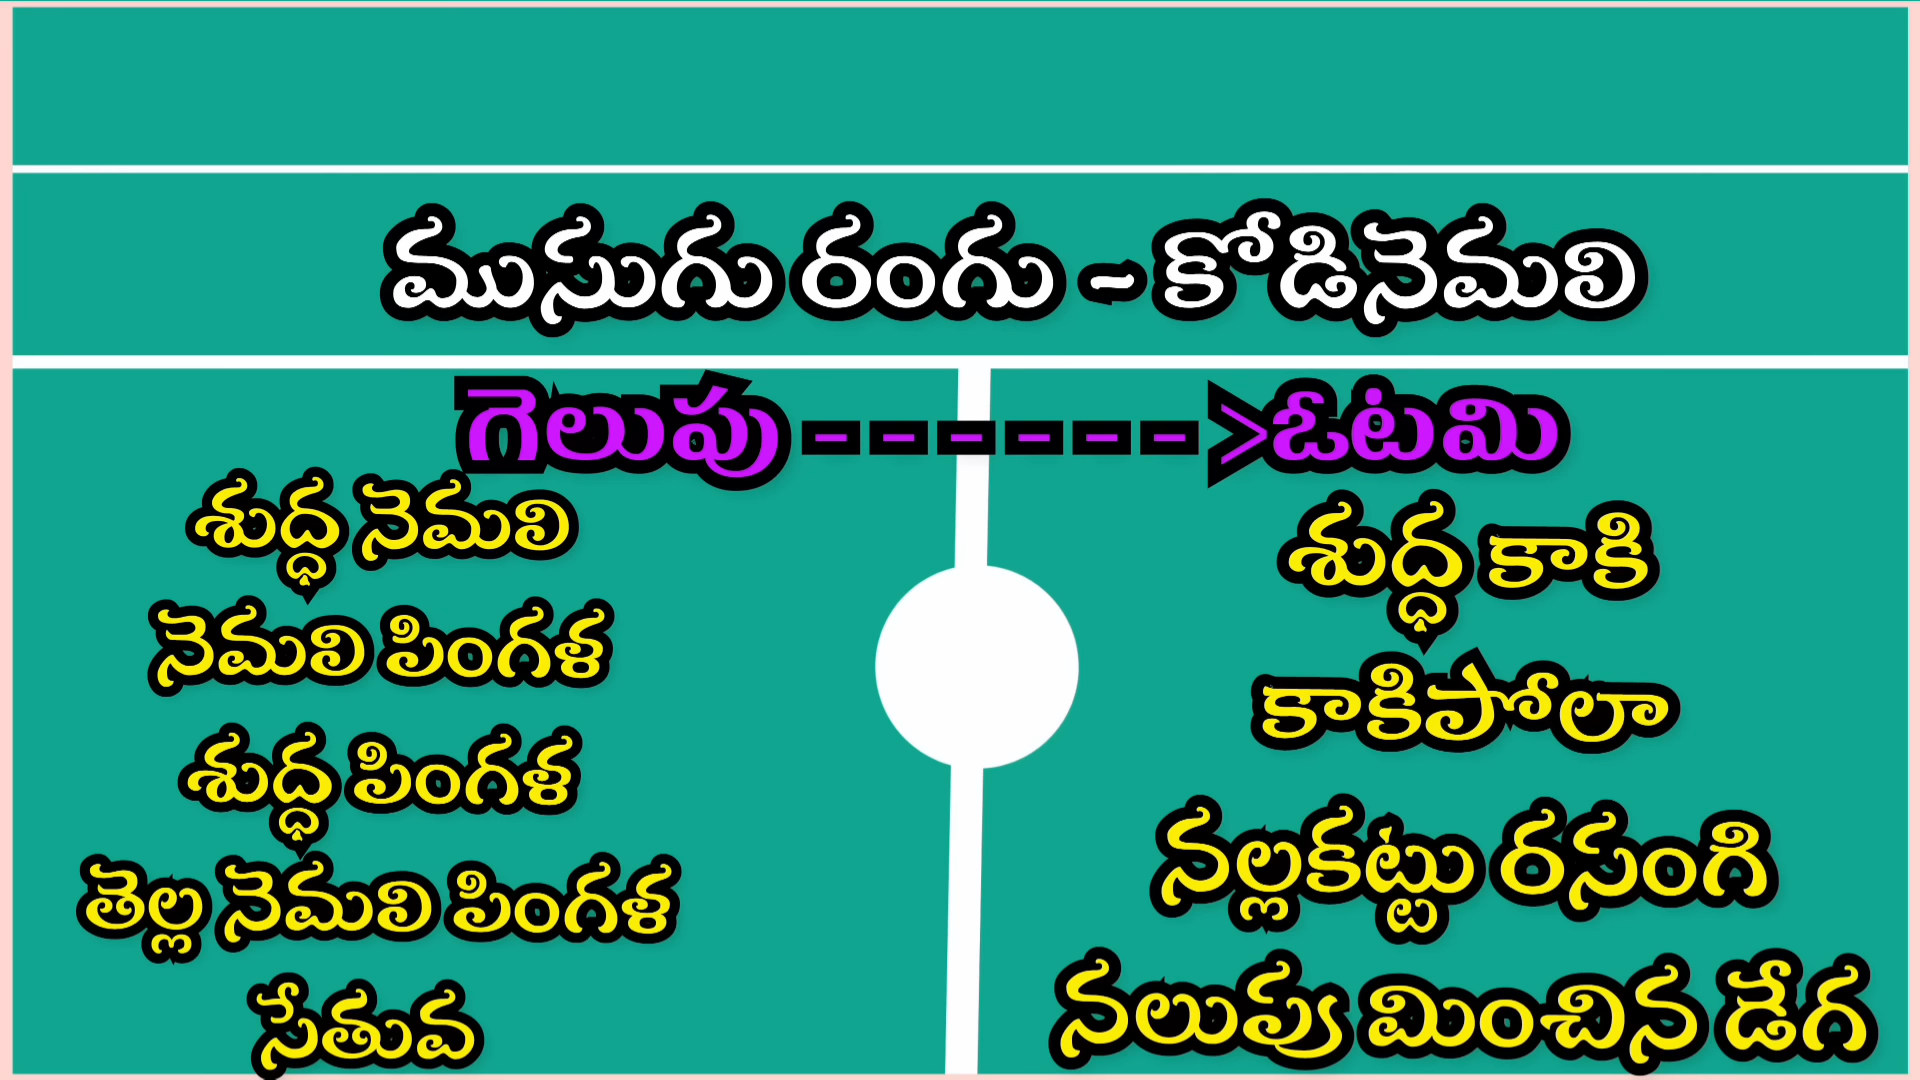 ముసుగు రంగు - కోడినెమలి
గెలుపు ------>ఓటమి
శుద్ధ నెమలి
నెమలి పింగళ
శుద్ధ పింగళ
తెల్ల నెమలి పింగళ
సేతువ
శుద్ధ కాకి
కాకిపోలా
నల్లకట్టు రసంగి
నలుపు మించిన డేగ